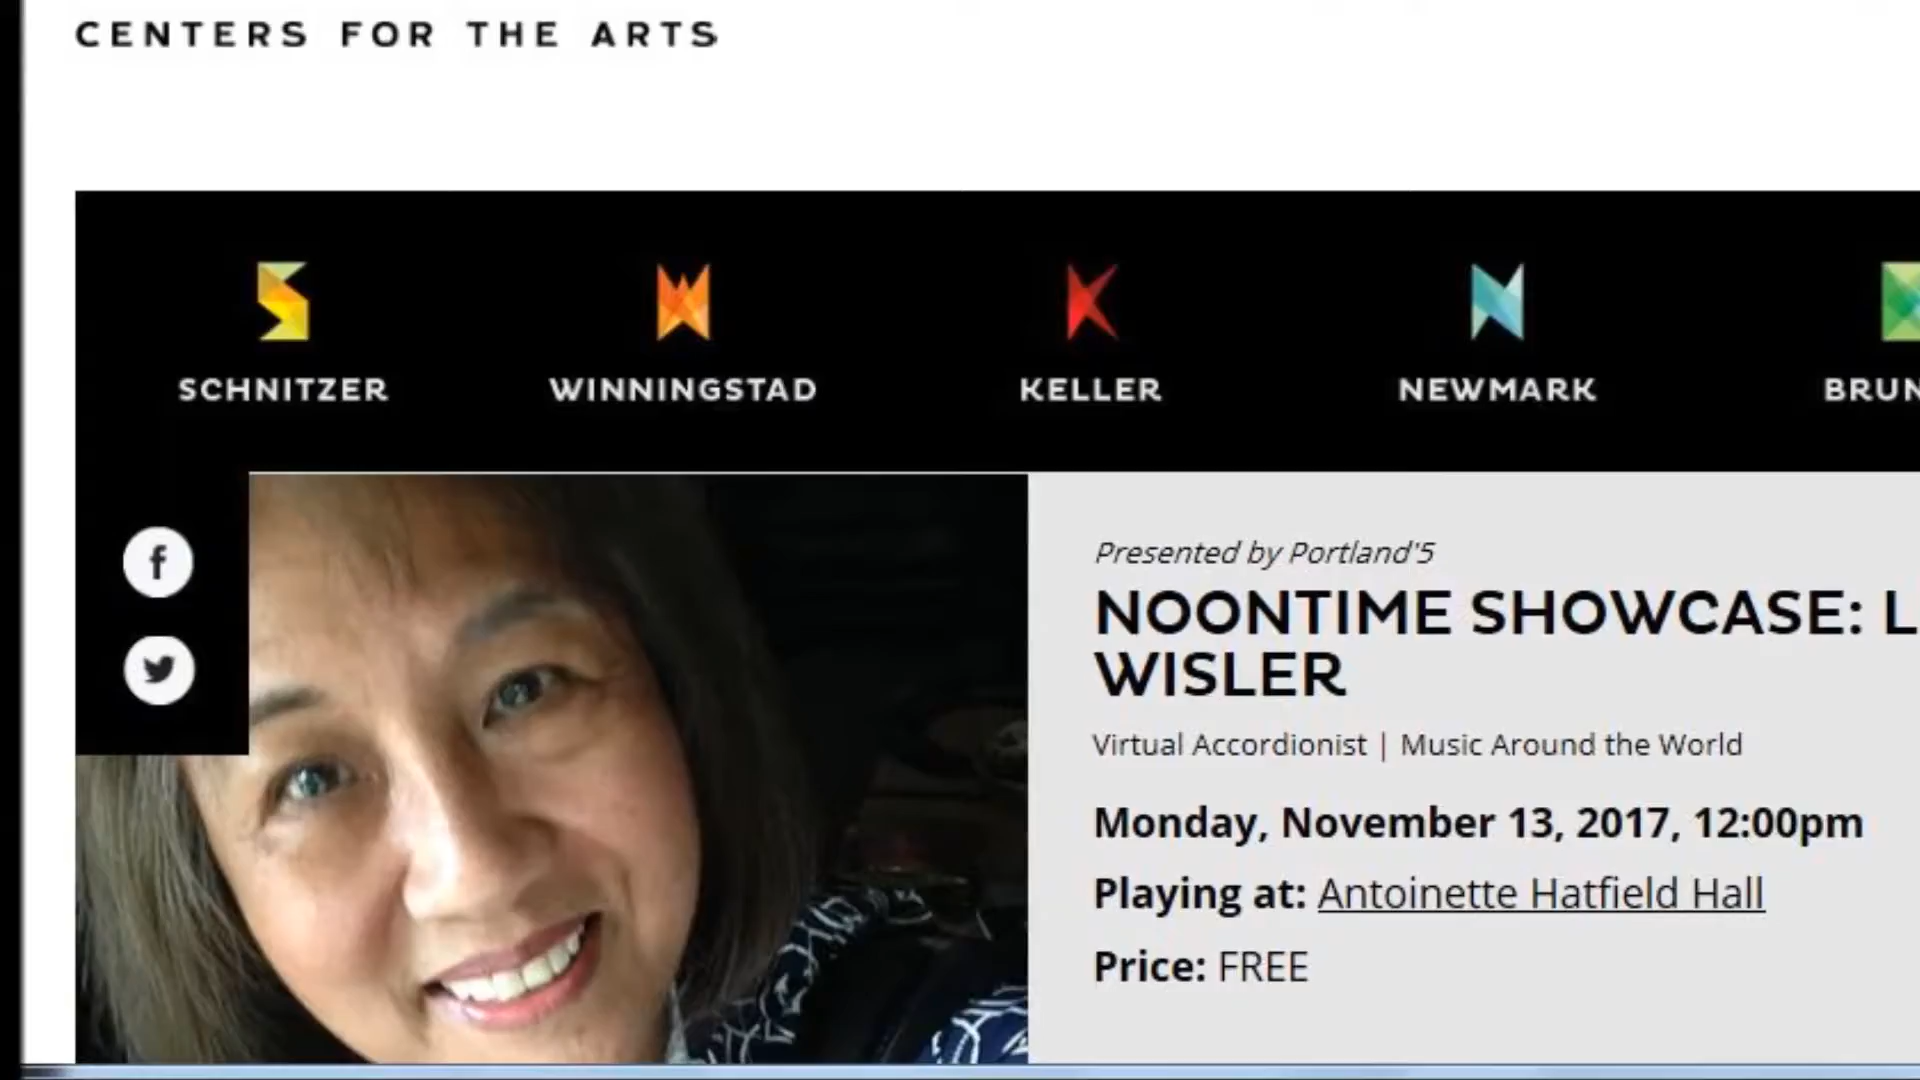 CENTERS FOR THE ARTS
SCHNITZER WINNINGSTAD KELLER NEWMARK BRUN
Presented by Portland'5
NOONTIME SHOWCASE: L
WISLER
Virtual Accordionist | Music Around the World
Monday, November 13, 2017, 12:00pm
Playing at: Antoinette Hatfield Hall
Price: FREE